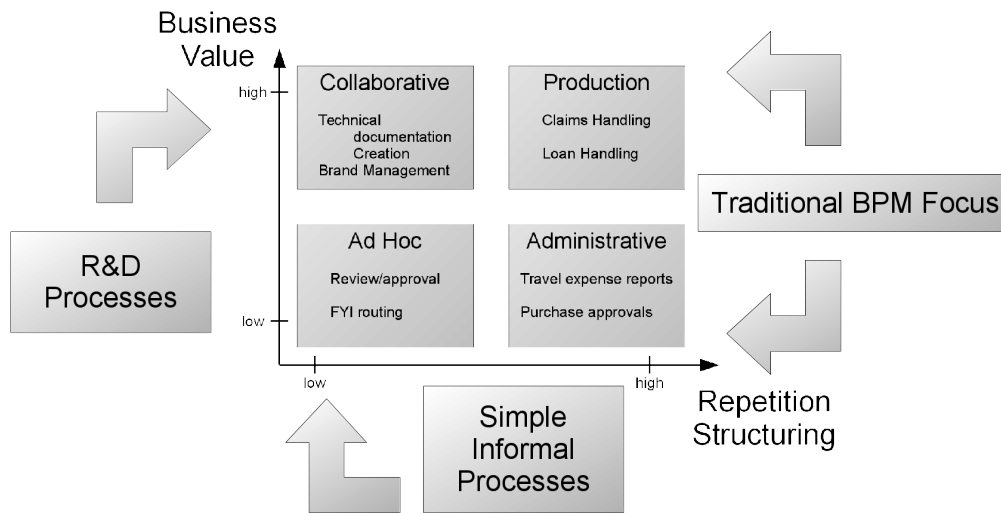 Business
Value
high
low
Collaborative
Technical
documentation
Creation
Brand Management
Production
Claims Handling
Loan Handling
Ad Hoc
Review/approval
FYI routing
Administrative
Travel expense reports
Purchase approvals
R&D
Processes
Traditional BPM Focus
low
high
Repetition
Structuring
Simple
Informal
Processes